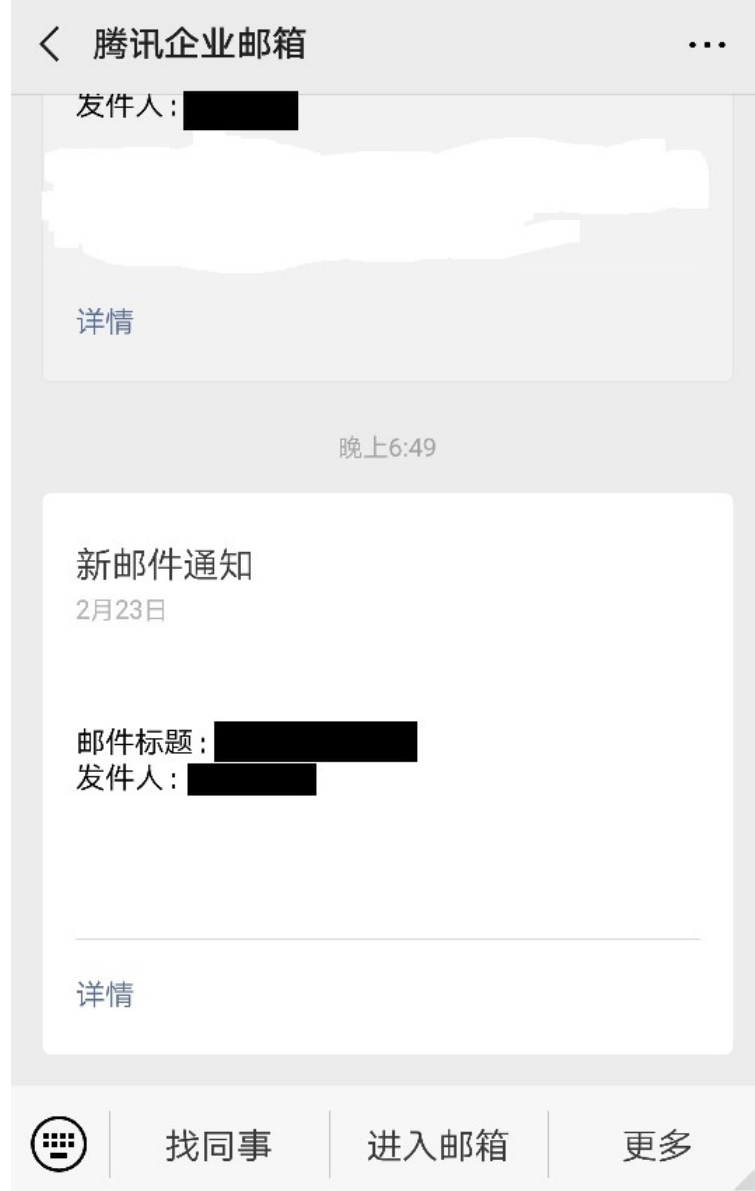 腾讯企业邮箱
发件人:
详情
晚上6:49
新邮件通知
2月23日
邮件标题:
发件人:
详情
找同事
进入邮箱
更多